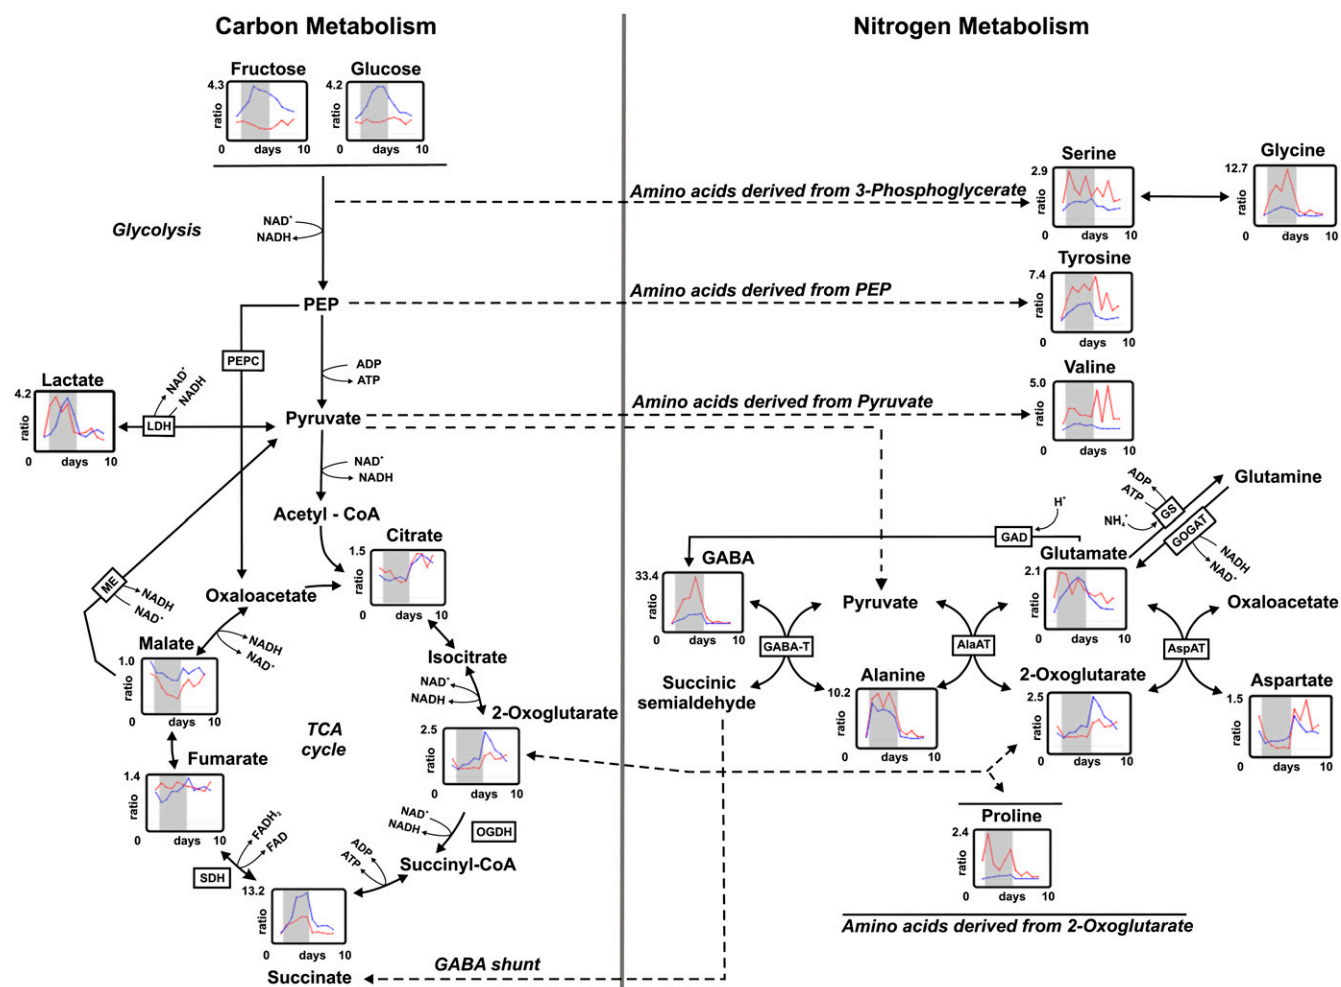 Carbon Metabolism
Nitrogen Metabolism
Fructose
Glucose
4.3
ratio
0 days 10
4.2
ratio
0 days 10
Glycolysis
NAD⁺
NADH
Amino acids derived from 3-Phosphoglycerate
Serine
2.9
ratio
0 days 10
Glycine
12.7
ratio
0 days 10
PEP
Amino acids derived from PEP
Tyrosine
7.4
ratio
0 days 10
PEPC
ADP
ATP
Lactate
4.2
ratio
0 days 10
NAD⁺
NADH
LDH
Pyruvate
Amino acids derived from Pyruvate
Valine
5.0
ratio
0 days 10
NAD⁺
NADH
Acetyl - CoA
Citrate
1.5
ratio
0 days 10
ME
NADH
NAD⁺
Oxaloacetate
NADH
NAD⁺
Malate
1.0
ratio
0 days 10
Isocitrate
NAD⁺
NADH
2-Oxoglutarate
2.5
ratio
0 days 10
TCA
cycle
Fumarate
1.4
ratio
0 days 10
FADH₂
FAD
SDH
NAD⁺
NADH
OGDH
Succinyl-CoA
ADP
ATP
13.2
ratio
0 days 10
Succinate
GABA shunt
Glutamine
ADP
ATP
NH₄⁺
GS
GOGAT
NADH
NAD⁺
H⁺
GAD
GABA
33.4
ratio
0 days 10
Pyruvate
Glutamate
2.1
ratio
0 days 10
Oxaloacetate
GABA-T
AlaAT
AspAT
Succinic
semialdehyde
Alanine
10.2
ratio
0 days 10
2-Oxoglutarate
2.5
ratio
0 days 10
Aspartate
1.5
ratio
0 days 10
Proline
2.4
ratio
0 days 10
Amino acids derived from 2-Oxoglutarate